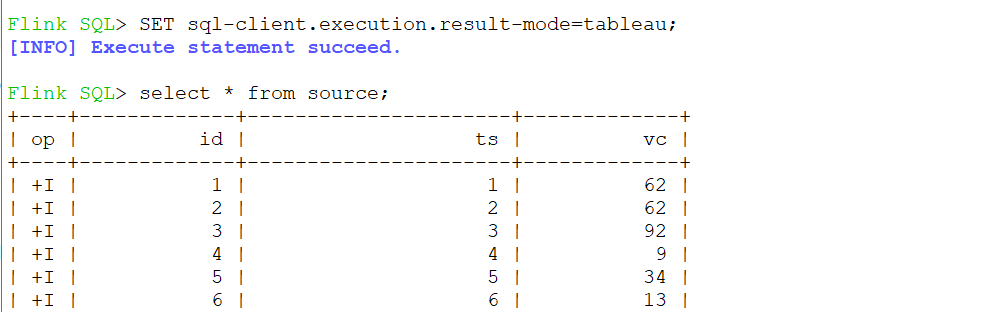 Flink SQL> SET sql-client.execution.result-mode=tableau;
[INFO] Execute statement succeed.
Flink SQL> select * from source;
+----+-------------+----------------------+-------------+
| op |          id |                   ts |          vc |
+----+-------------+----------------------+-------------+
| +I |           1 |                    1 |          62 |
| +I |           2 |                    2 |          62 |
| +I |           3 |                    3 |          92 |
| +I |           4 |                    4 |           9 |
| +I |           5 |                    5 |          34 |
| +I |           6 |                    6 |          13 |